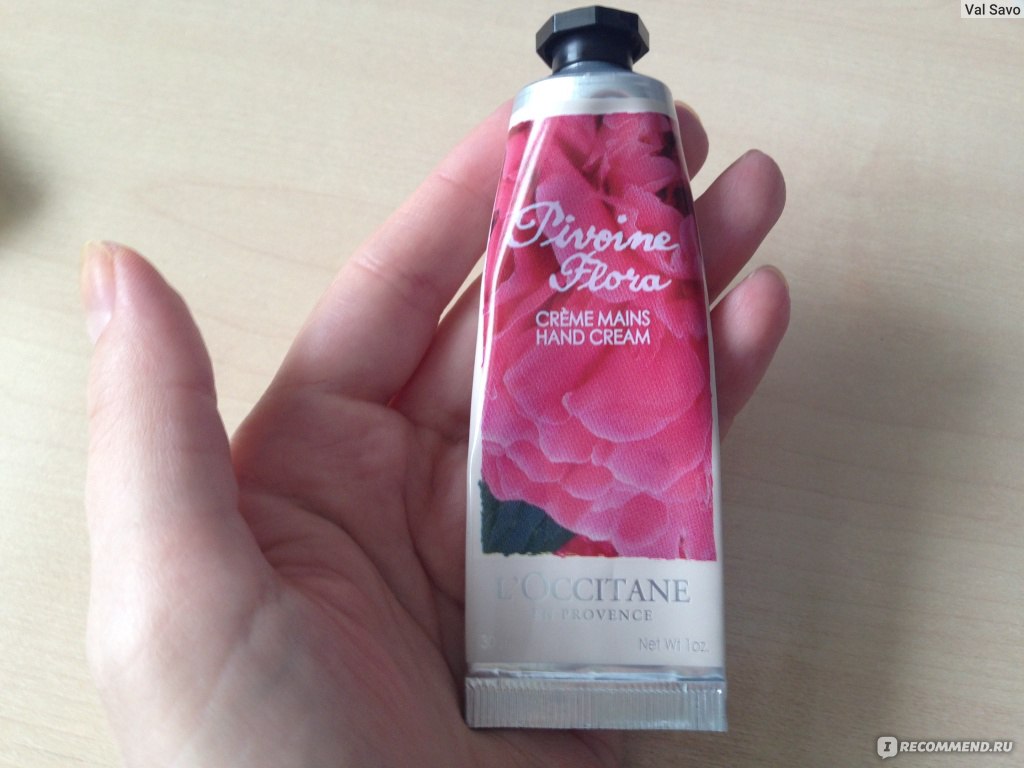 Val Savo
Pivoine
Flora
CRÈME MAINS
HAND CREAM
L'OCCITANE
EN PROVENCE
Net Wt 1oz.
I RECOMMEND.RU